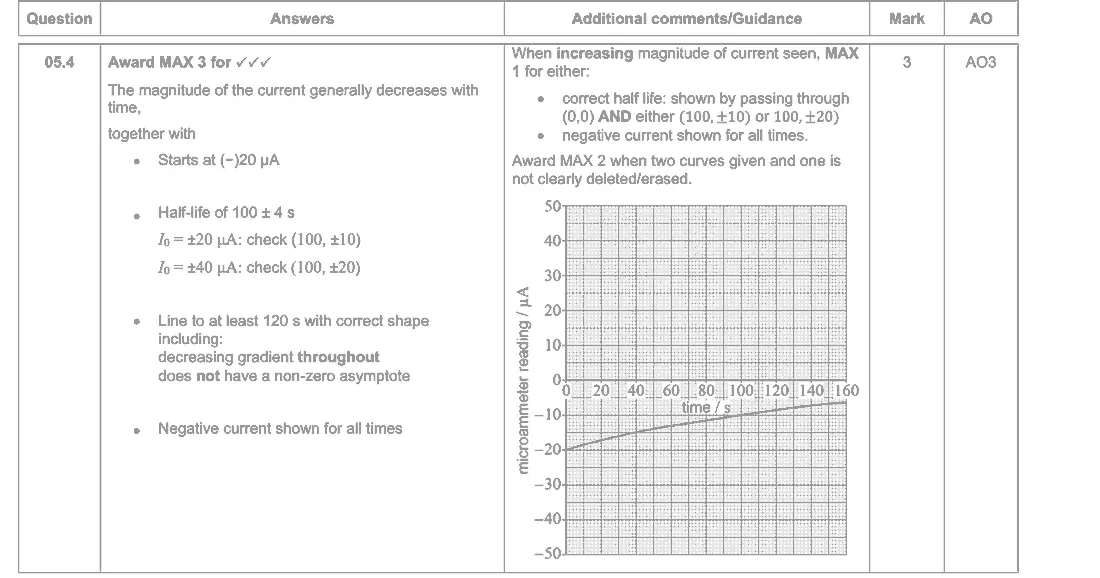 Question Answers Additional comments/Guidance Mark AO
05.4
Award MAX 3 for ✓✓✓
The magnitude of the current generally decreases with
time,
together with
• Starts at (−)20 µA
• Half-life of 100 ± 4 s
I₀ = ±20 µA: check (100, ±10)
I₀ = ±40 µA: check (100, ±20)
• Line to at least 120 s with correct shape
including:
decreasing gradient throughout
does not have a non-zero asymptote
• Negative current shown for all times
When increasing magnitude of current seen, MAX
1 for either:
• correct half life: shown by passing through
(0,0) AND either (100, ±10) or 100, ±20)
• negative current shown for all times.
Award MAX 2 when two curves given and one is
not clearly deleted/erased.
microammeter reading / µA
50
40
30
20
10
0
−10
−20
−30
−40
−50
0 20 40 60 80 100 120 140 160
time / s
3
AO3